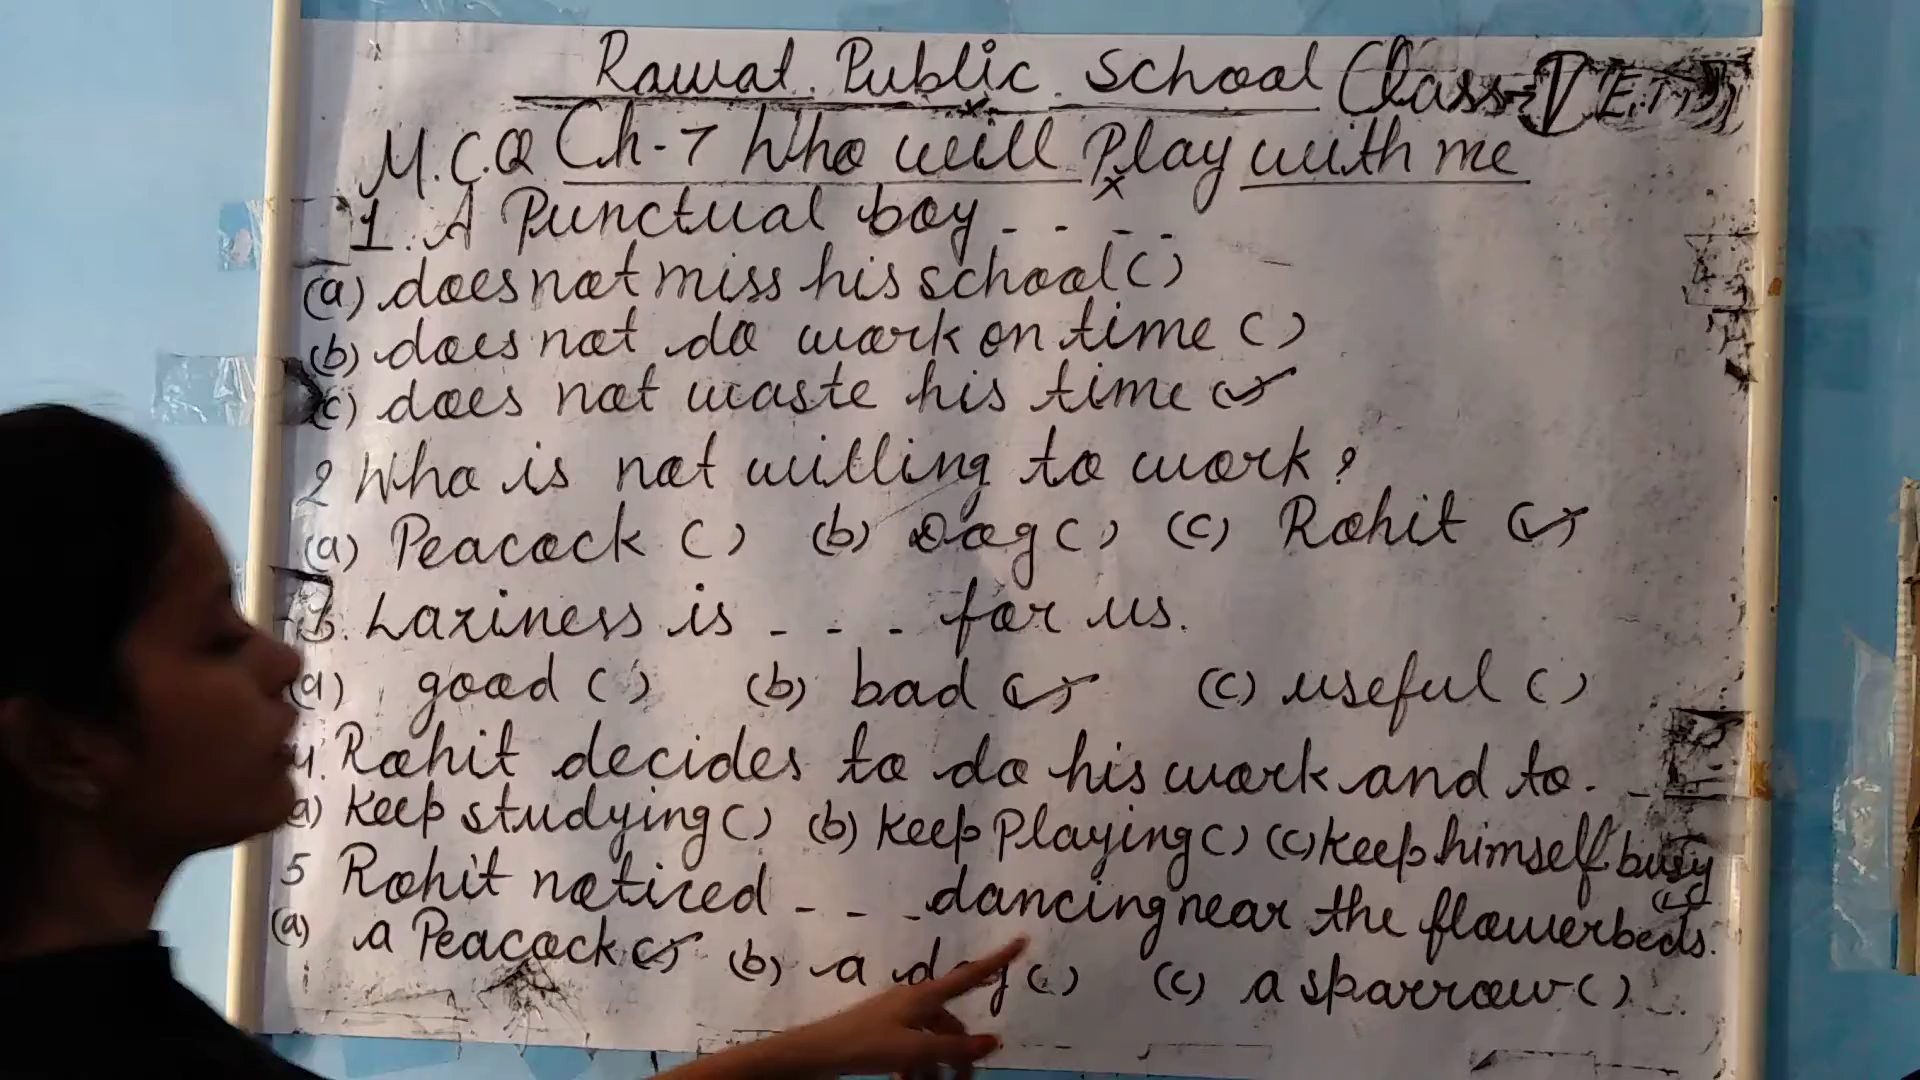 Rawat Public School Class-V
M.C.Q Ch-7 Who will Play with me
1. A Punctual boy - - - -
(a) does not miss his school ( )
(b) does not do work on time ( )
(c) does not waste his time (✓)
2 Who is not willing to work?
(a) Peacock ( ) (b) Dog ( ) (c) Rohit (✓)
3. Laziness is - - - for us.
(a) good ( ) (b) bad (✓) (c) useful ( )
4. Rohit decides to do his work and to. -
(a) Keep studying ( ) (b) Keep Playing ( ) (c) Keep himself busy (✓)
5 Rohit noticed - - - dancing near the flowerbeds.
(a) a Peacock (✓) (b) a dog ( ) (c) a sparrow ( )